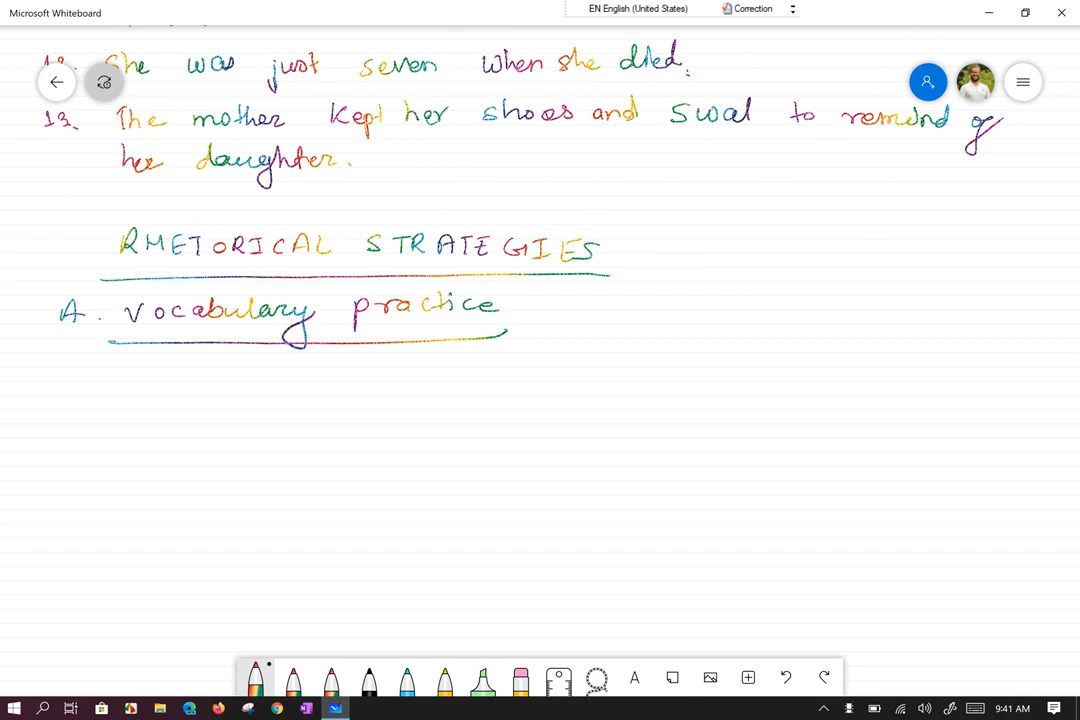 Microsoft Whiteboard
EN English (United States) Correction
12. She was just seven when she died.
13. The mother kept her shoes and swal to remind of
her daughter.
RHETORICAL STRATEGIES
A. Vocabulary practice
9:41 AM